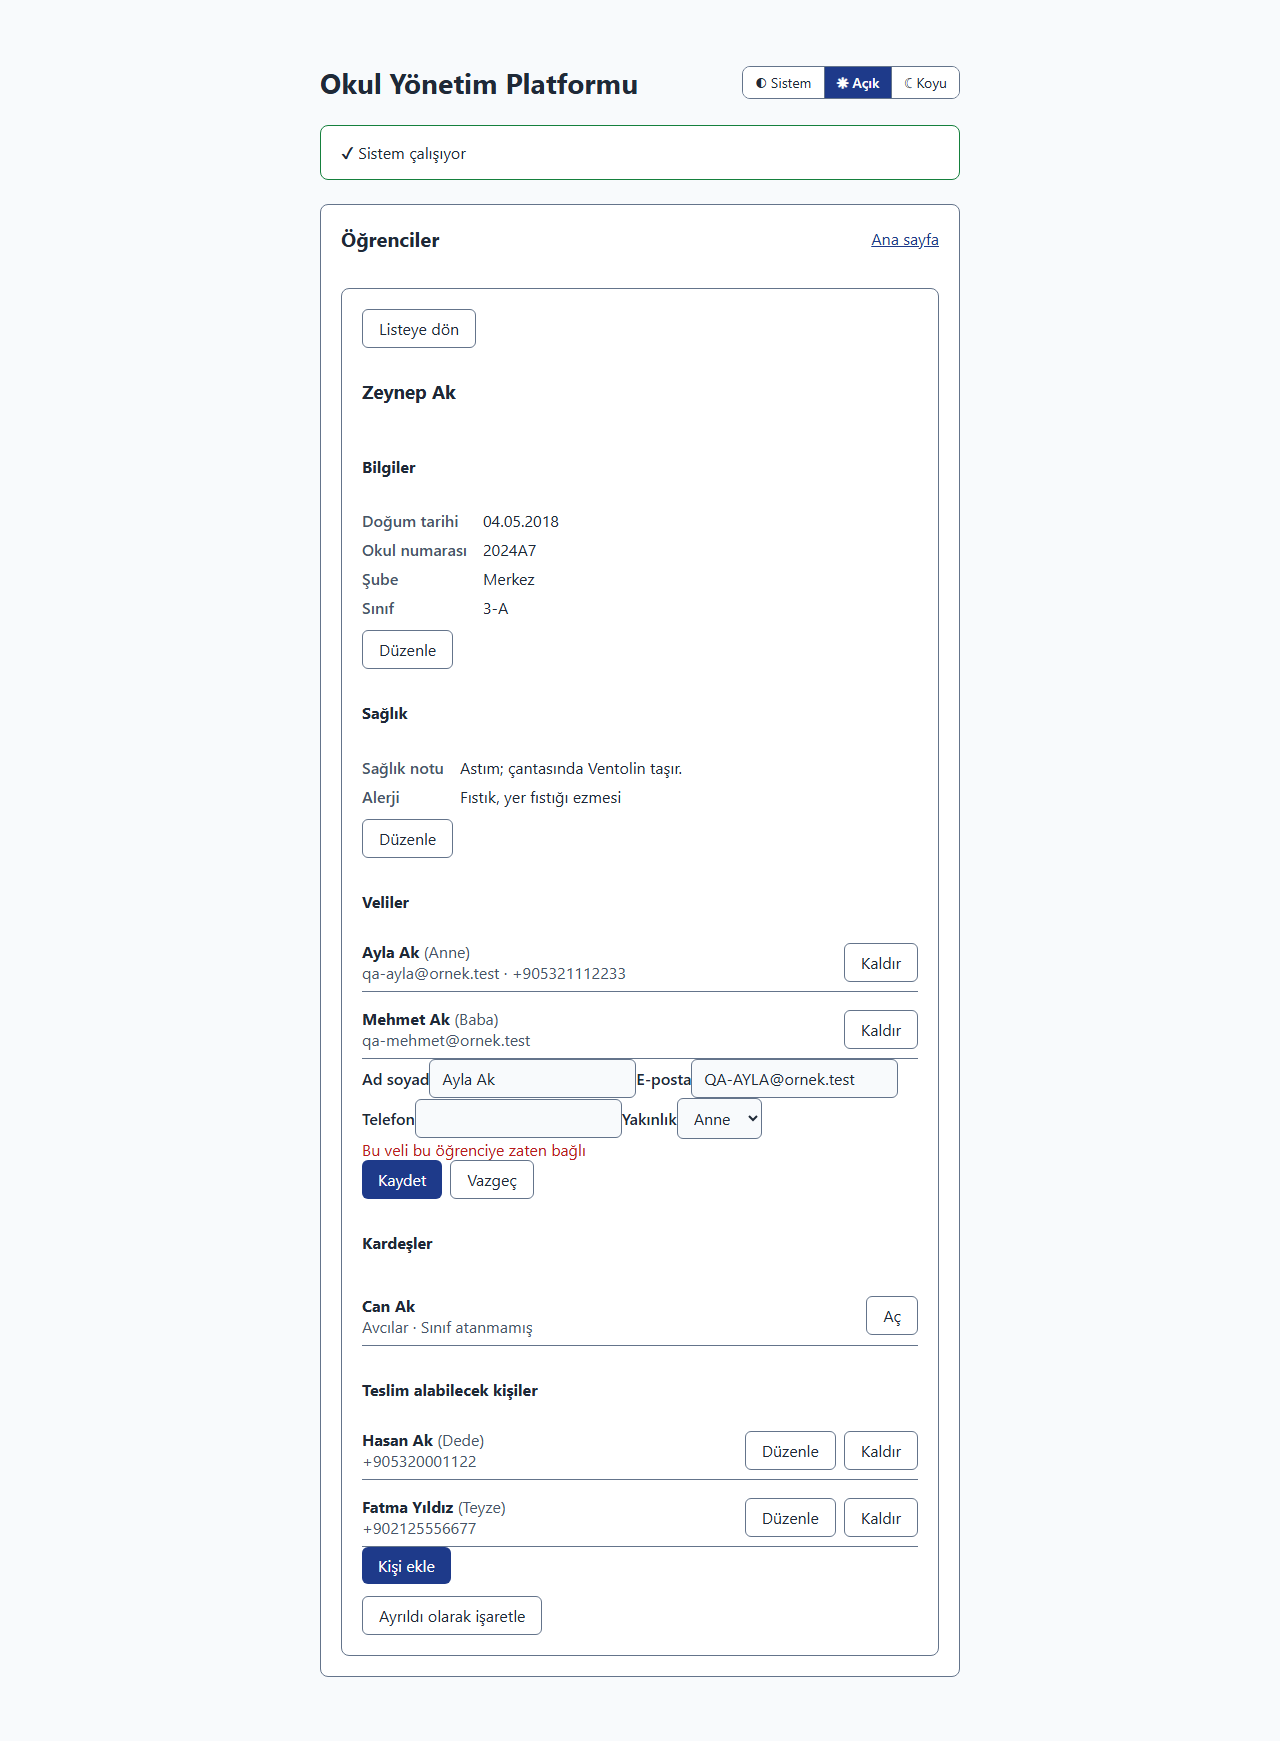 Okul Yönetim Platformu
◐ Sistem
❋ Açık
☾ Koyu
✓ Sistem çalışıyor
Öğrenciler
Ana sayfa
Listeye dön
Zeynep Ak
Bilgiler
Doğum tarihi 04.05.2018
Okul numarası 2024A7
Şube Merkez
Sınıf 3-A
Düzenle
Sağlık
Sağlık notu Astım; çantasında Ventolin taşır.
Alerji Fıstık, yer fıstığı ezmesi
Düzenle
Veliler
Ayla Ak (Anne)
qa-ayla@ornek.test · +905321112233
Kaldır
Mehmet Ak (Baba)
qa-mehmet@ornek.test
Kaldır
Ad soyad Ayla Ak E-posta QA-AYLA@ornek.test
Telefon Yakınlık Anne
Bu veli bu öğrenciye zaten bağlı
Kaydet Vazgeç
Kardeşler
Can Ak
Avcılar · Sınıf atanmamış
Aç
Teslim alabilecek kişiler
Hasan Ak (Dede)
+905320001122
Düzenle Kaldır
Fatma Yıldız (Teyze)
+902125556677
Düzenle Kaldır
Kişi ekle
Ayrıldı olarak işaretle